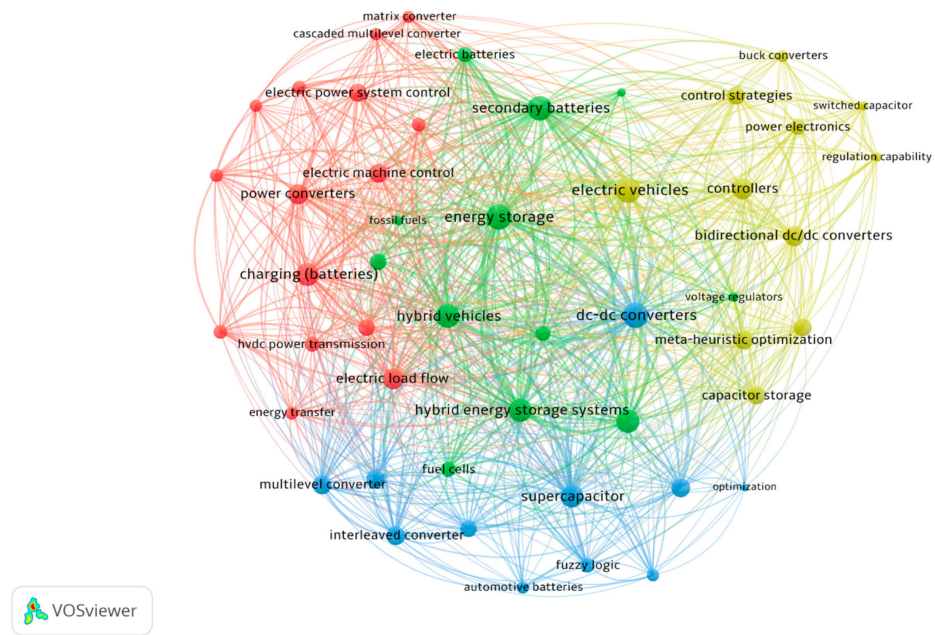 matrix converter
cascaded multilevel converter
electric batteries
buck converters
electric power system control
secondary batteries
control strategies
switched capacitor
power electronics
regulation capability
electric machine control
power converters
electric vehicles
controllers
fossil fuels
energy storage
bidirectional dc/dc converters
charging (batteries)
voltage regulators
hybrid vehicles
dc-dc converters
hvdc power transmission
meta-heuristic optimization
electric load flow
capacitor storage
energy transfer
hybrid energy storage systems
fuel cells
multilevel converter
supercapacitor
optimization
interleaved converter
fuzzy logic
automotive batteries
VOSviewer